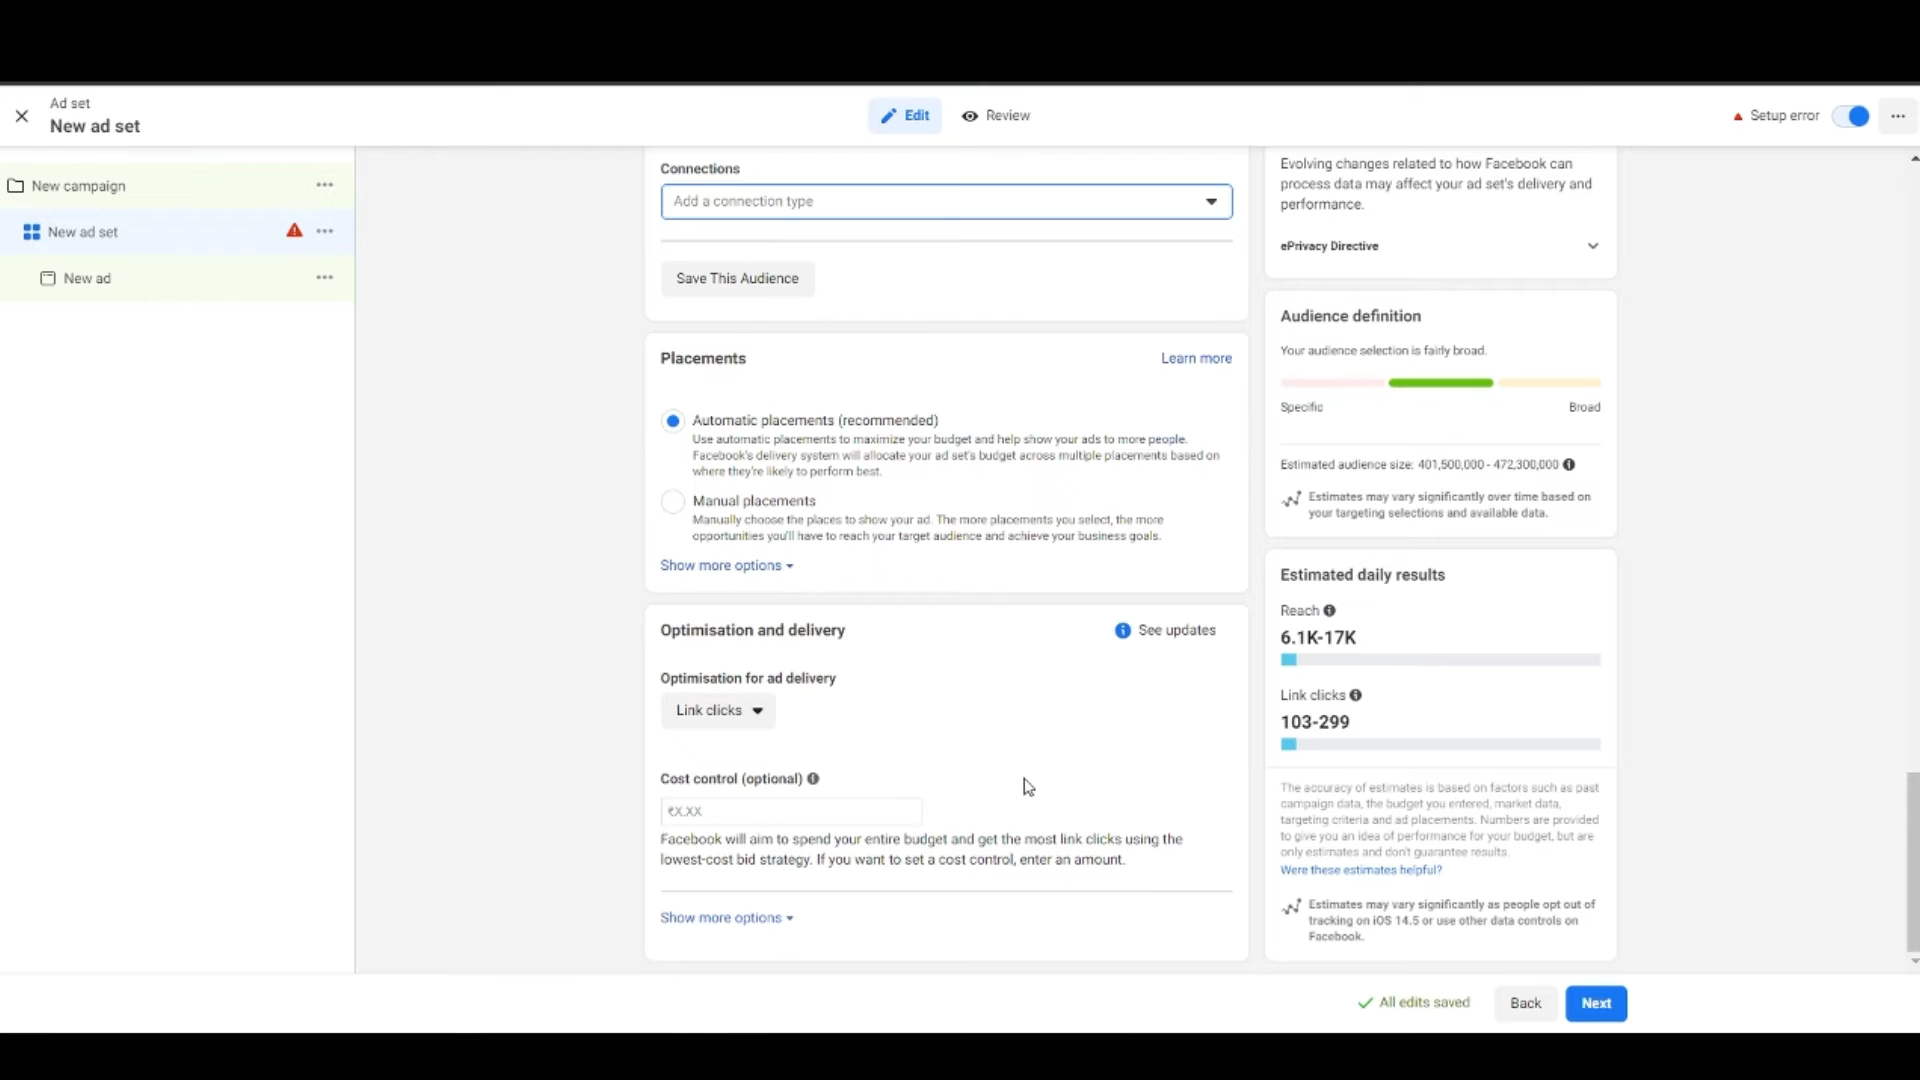 Ad set
New ad set
Edit
Review
Setup error
New campaign
New ad set
New ad
Connections
Add a connection type
Save This Audience
Placements
Learn more
Automatic placements (recommended)
Use automatic placements to maximize your budget and help show your ads to more people.
Facebook's delivery system will allocate your ad set's budget across multiple placements based on
where they're likely to perform best.
Manual placements
Manually choose the places to show your ad. The more placements you select, the more
opportunities you'll have to reach your target audience and achieve your business goals.
Show more options
Optimisation and delivery
See updates
Optimisation for ad delivery
Link clicks
Cost control (optional)
₹X.XX
Facebook will aim to spend your entire budget and get the most link clicks using the
lowest-cost bid strategy. If you want to set a cost control, enter an amount.
Show more options
Evolving changes related to how Facebook can
process data may affect your ad set's delivery and
performance.
ePrivacy Directive
Audience definition
Your audience selection is fairly broad.
Specific
Broad
Estimated audience size: 401,500,000 - 472,300,000
Estimates may vary significantly over time based on
your targeting selections and available data.
Estimated daily results
Reach
6.1K-17K
Link clicks
103-299
The accuracy of estimates is based on factors such as past
campaign data, the budget you entered, market data,
targeting criteria and ad placements. Numbers are provided
to give you an idea of performance for your budget, but are
only estimates and don't guarantee results.
Were these estimates helpful?
Estimates may vary significantly as people opt out of
tracking on iOS 14.5 or use other data controls on
Facebook.
All edits saved
Back
Next